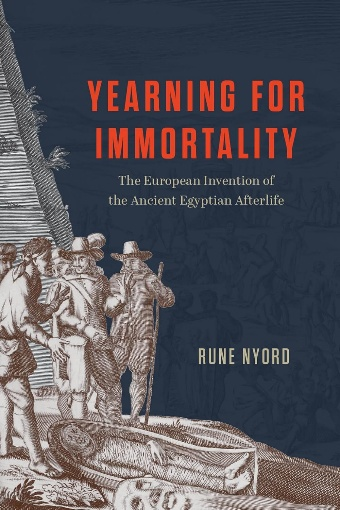 YEARNING FOR
IMMORTALITY
The European Invention of
the Ancient Egyptian Afterlife
RUNE NYORD